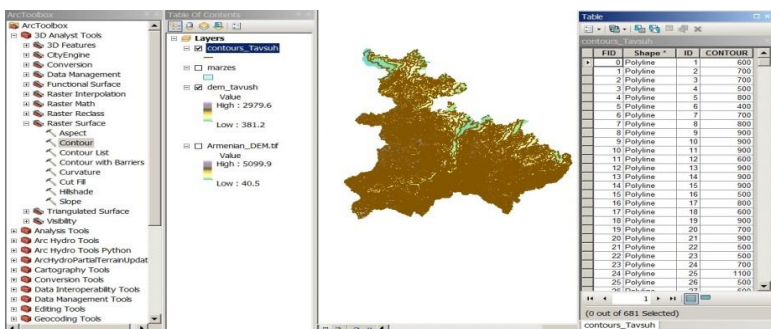 ArcToolbox
ArcToolbox
3D Analyst Tools
3D Features
CityEngine
Conversion
Data Management
Functional Surface
Raster Interpolation
Raster Math
Raster Reclass
Raster Surface
Aspect
Contour
Contour List
Contour with Barriers
Curvature
Cut Fill
Hillshade
Slope
Triangulated Surface
Visibility
Analysis Tools
Arc Hydro Tools
Arc Hydro Tools Python
ArcHydroPartialTerrainUpdat
Cartography Tools
Conversion Tools
Data Interoperability Tools
Data Management Tools
Editing Tools
Geocoding Tools
Table Of Contents
Layers
contours_Tavsuh
marzes
dem_tavush
Value
High : 2979.6
Low : 381.2
Armenian_DEM.tif
Value
High : 5099.9
Low : 40.5
Table
contours_Tavsuh
FID Shape * ID CONTOUR
0 Polyline 1 600
1 Polyline 2 700
2 Polyline 3 700
3 Polyline 4 500
4 Polyline 5 800
5 Polyline 6 400
6 Polyline 7 700
7 Polyline 8 800
8 Polyline 9 900
9 Polyline 10 900
10 Polyline 11 900
11 Polyline 12 600
12 Polyline 13 900
13 Polyline 14 900
14 Polyline 15 900
15 Polyline 16 500
16 Polyline 17 800
17 Polyline 18 600
18 Polyline 19 900
19 Polyline 20 700
20 Polyline 21 900
21 Polyline 22 500
22 Polyline 23 500
23 Polyline 24 700
24 Polyline 25 1100
25 Polyline 26 500
26 Polyline 27 600
1
(0 out of 681 Selected)
contours_Tavsuh